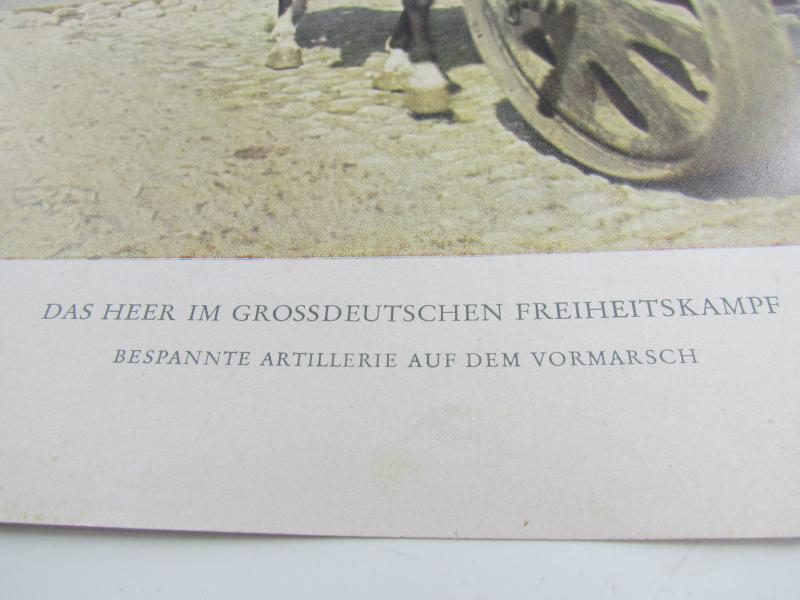 DAS HEER IM GROSSDEUTSCHEN FREIHEITSKAMPF
BESPANNTE ARTILLERIE AUF DEM VORMARSCH